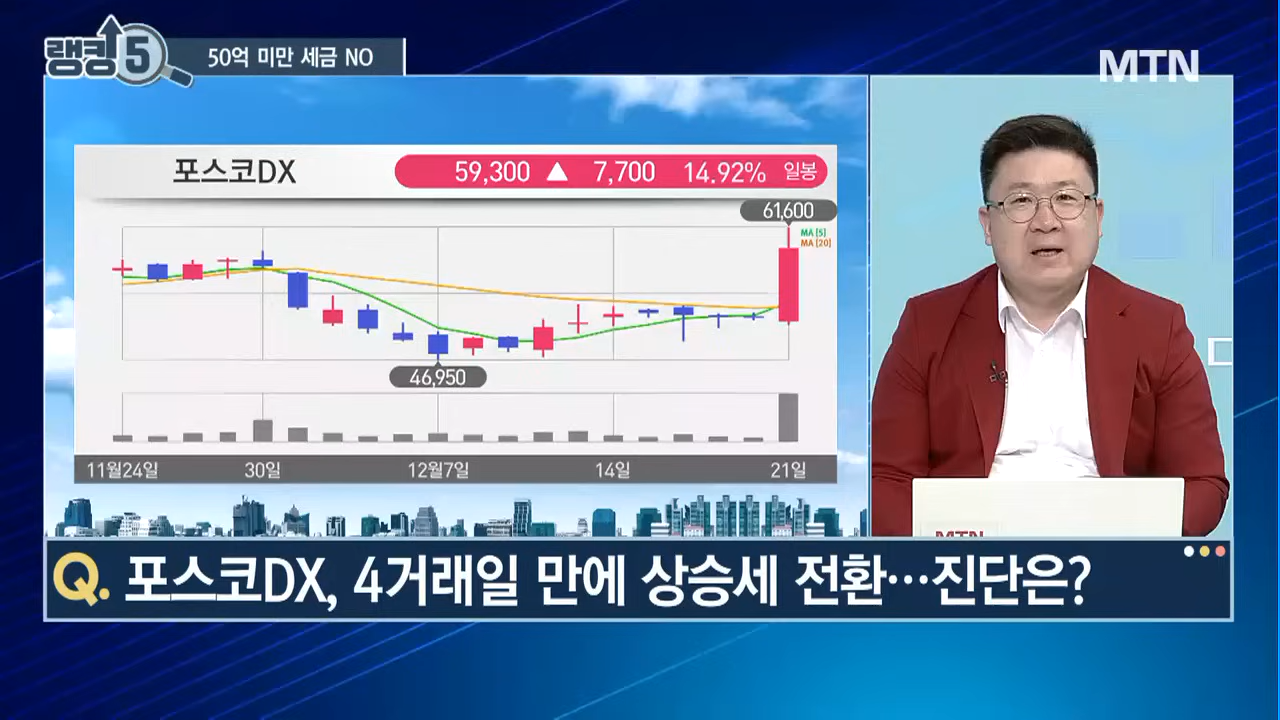 랭킹5
50억 미만 세금 NO
MTN
포스코DX
59,300 ▲ 7,700 14.92% 일봉
61,600
MA [5]
MA [20]
46,950
11월24일 30일 12월7일 14일 21일
MTN
Q. 포스코DX, 4거래일 만에 상승세 전환…진단은?